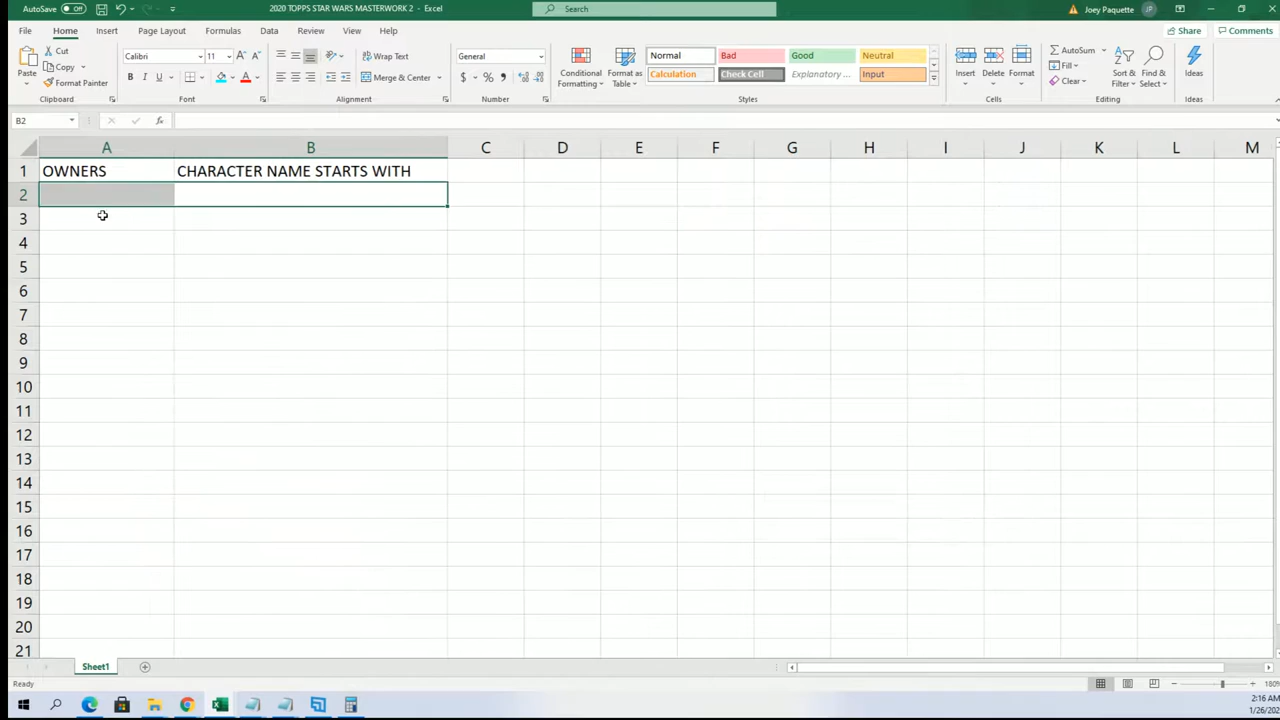 AutoSave Off 2020 TOPPS STAR WARS MASTERWORK 2 - Excel Search Joey Paquette JP
File Home Insert Page Layout Formulas Data Review View Help Share Comments
Paste Cut Copy Format Painter Clipboard
Calibri 11 B I U A Font
Wrap Text Merge & Center Alignment
General $ % Number
Conditional Formatting Format as Table
Normal Bad Good Neutral
Calculation Check Cell Explanatory ... Input
Styles
Insert Delete Format Cells
AutoSum Fill Clear Sort & Filter Find & Select Editing
Ideas Ideas
B2 fx
A B C D E F G H I J K L M
1 OWNERS CHARACTER NAME STARTS WITH
2
3
4
5
6
7
8
9
10
11
12
13
14
15
16
17
18
19
20
21
Sheet1
Ready 180%
2:16 AM